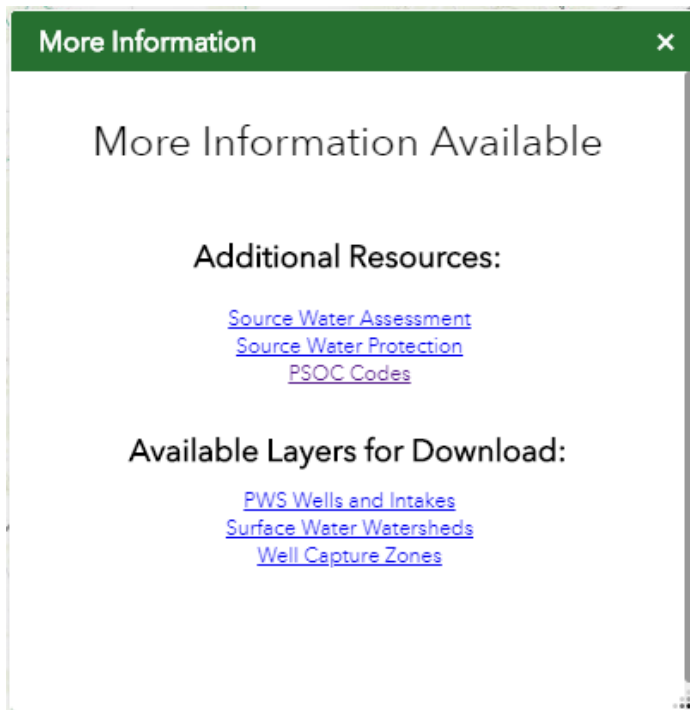 More Information
More Information Available
Additional Resources:
Source Water Assessment
Source Water Protection
PSOC Codes
Available Layers for Download:
PWS Wells and Intakes
Surface Water Watersheds
Well Capture Zones